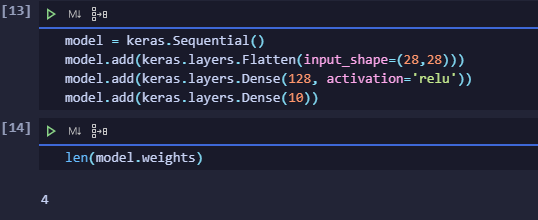 [13]
M↓
model = keras.Sequential()
model.add(keras.layers.Flatten(input_shape=(28,28)))
model.add(keras.layers.Dense(128, activation='relu'))
model.add(keras.layers.Dense(10))
[14]
M↓
len(model.weights)
4